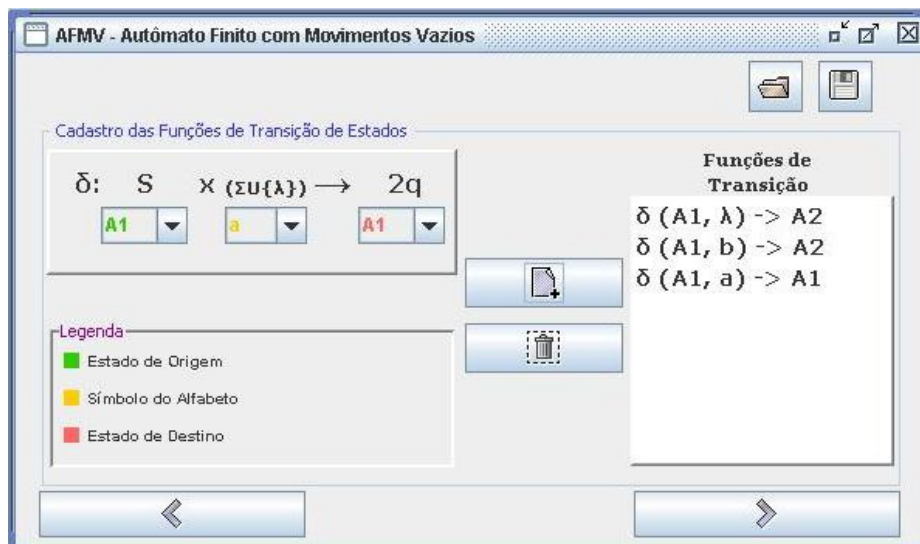 AFMV - Autômato Finito com Movimentos Vazios
Cadastro das Funções de Transição de Estados
δ: S X (ΣU{λ}) → 2q
A1 a A1
Funções de
Transição
δ (A1, λ) -> A2
δ (A1, b) -> A2
δ (A1, a) -> A1
Legenda
Estado de Origem
Símbolo do Alfabeto
Estado de Destino